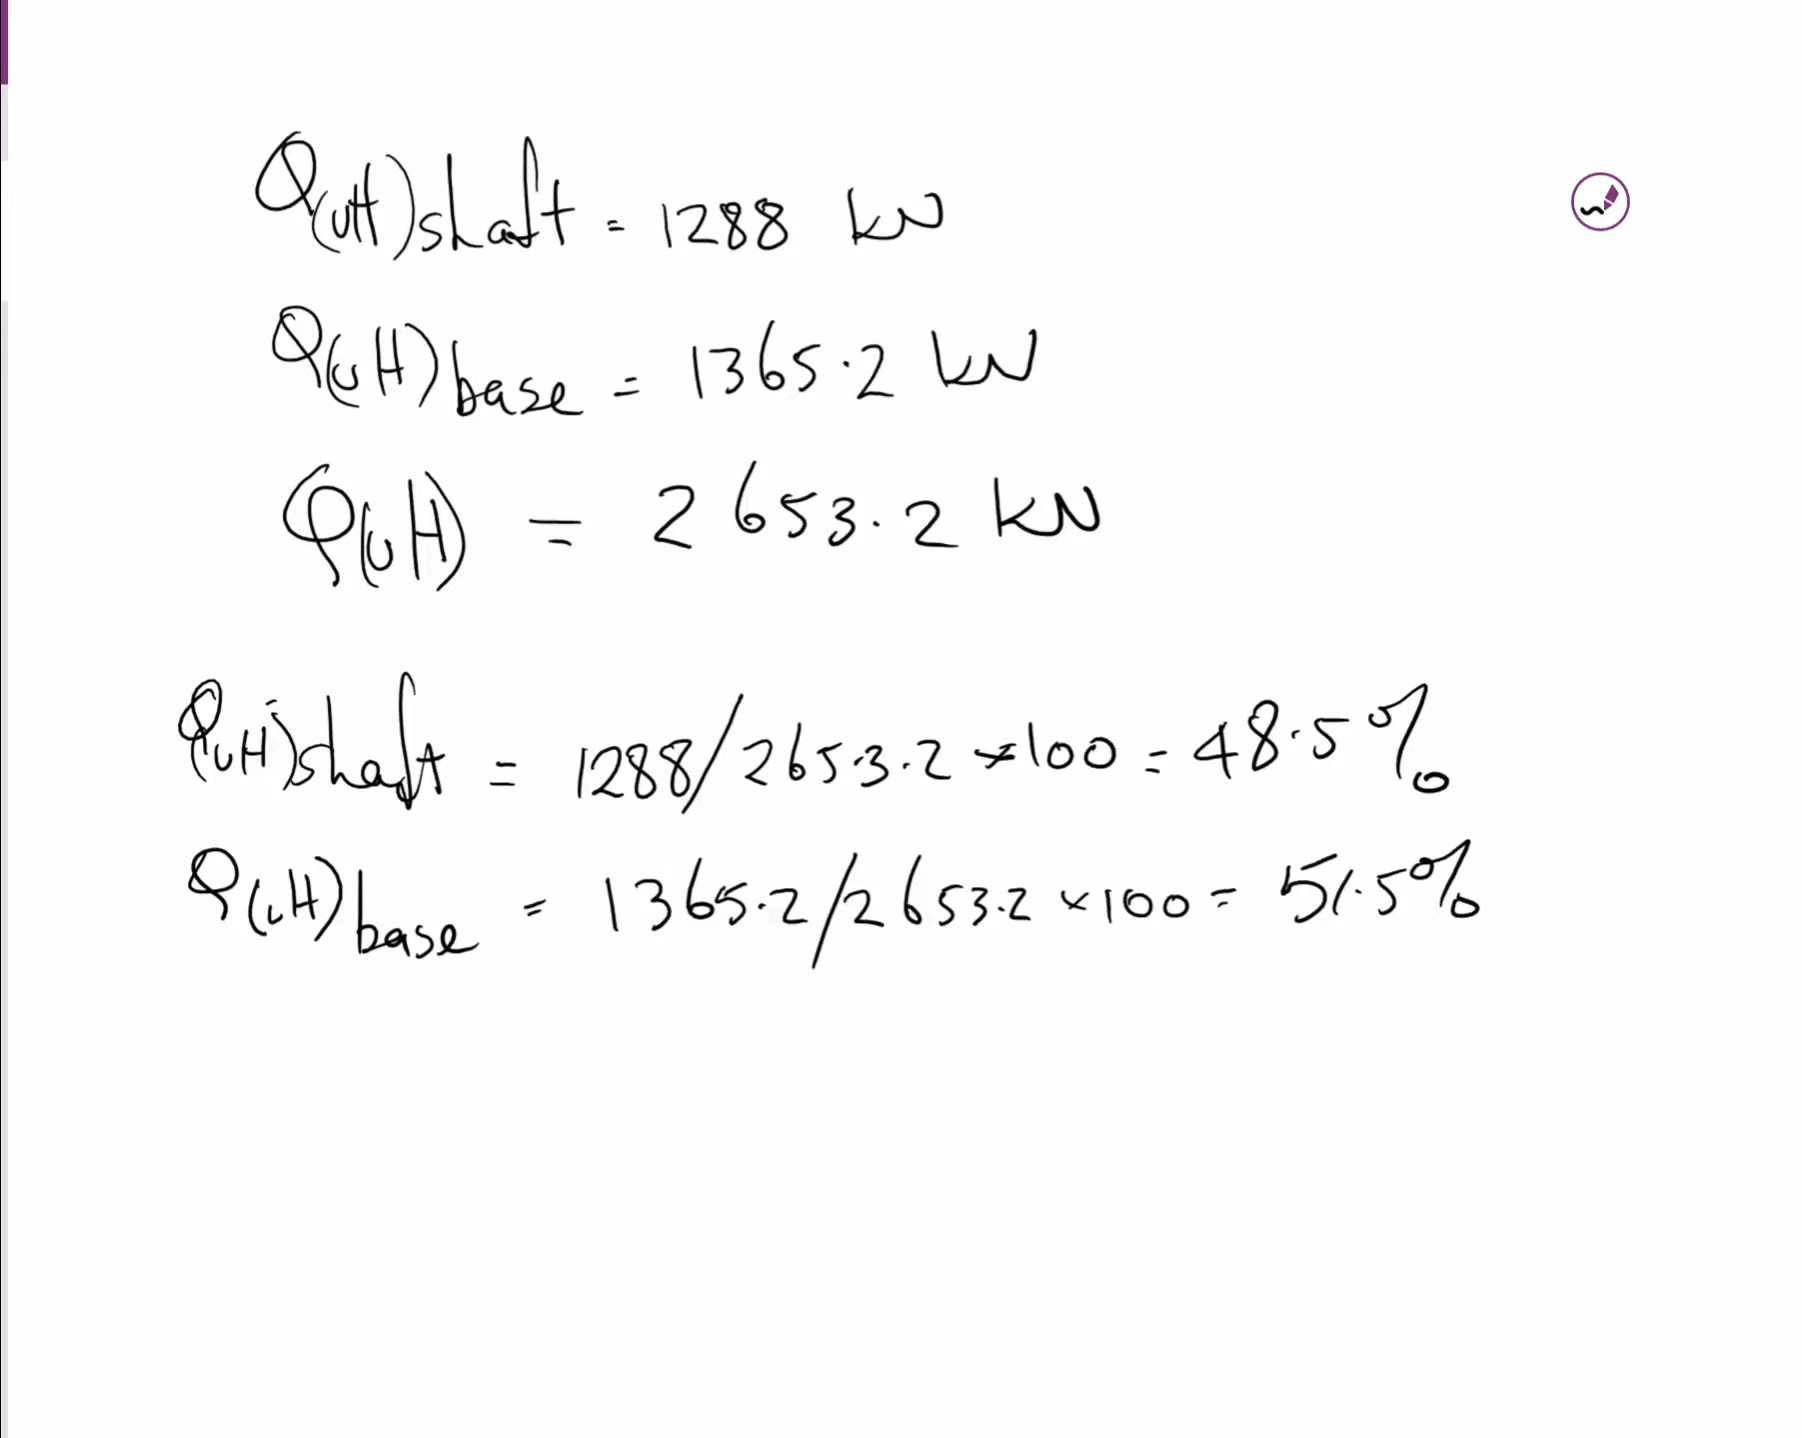 Q(uH)shaft = 1288 kN
Q(uH)base = 1365.2 kN
Q(uH) = 2653.2 kN
Q(uH)shaft = 1288/2653.2 ×100 = 48.5%
Q(uH)base = 1365.2/2653.2 ×100 = 51.5%